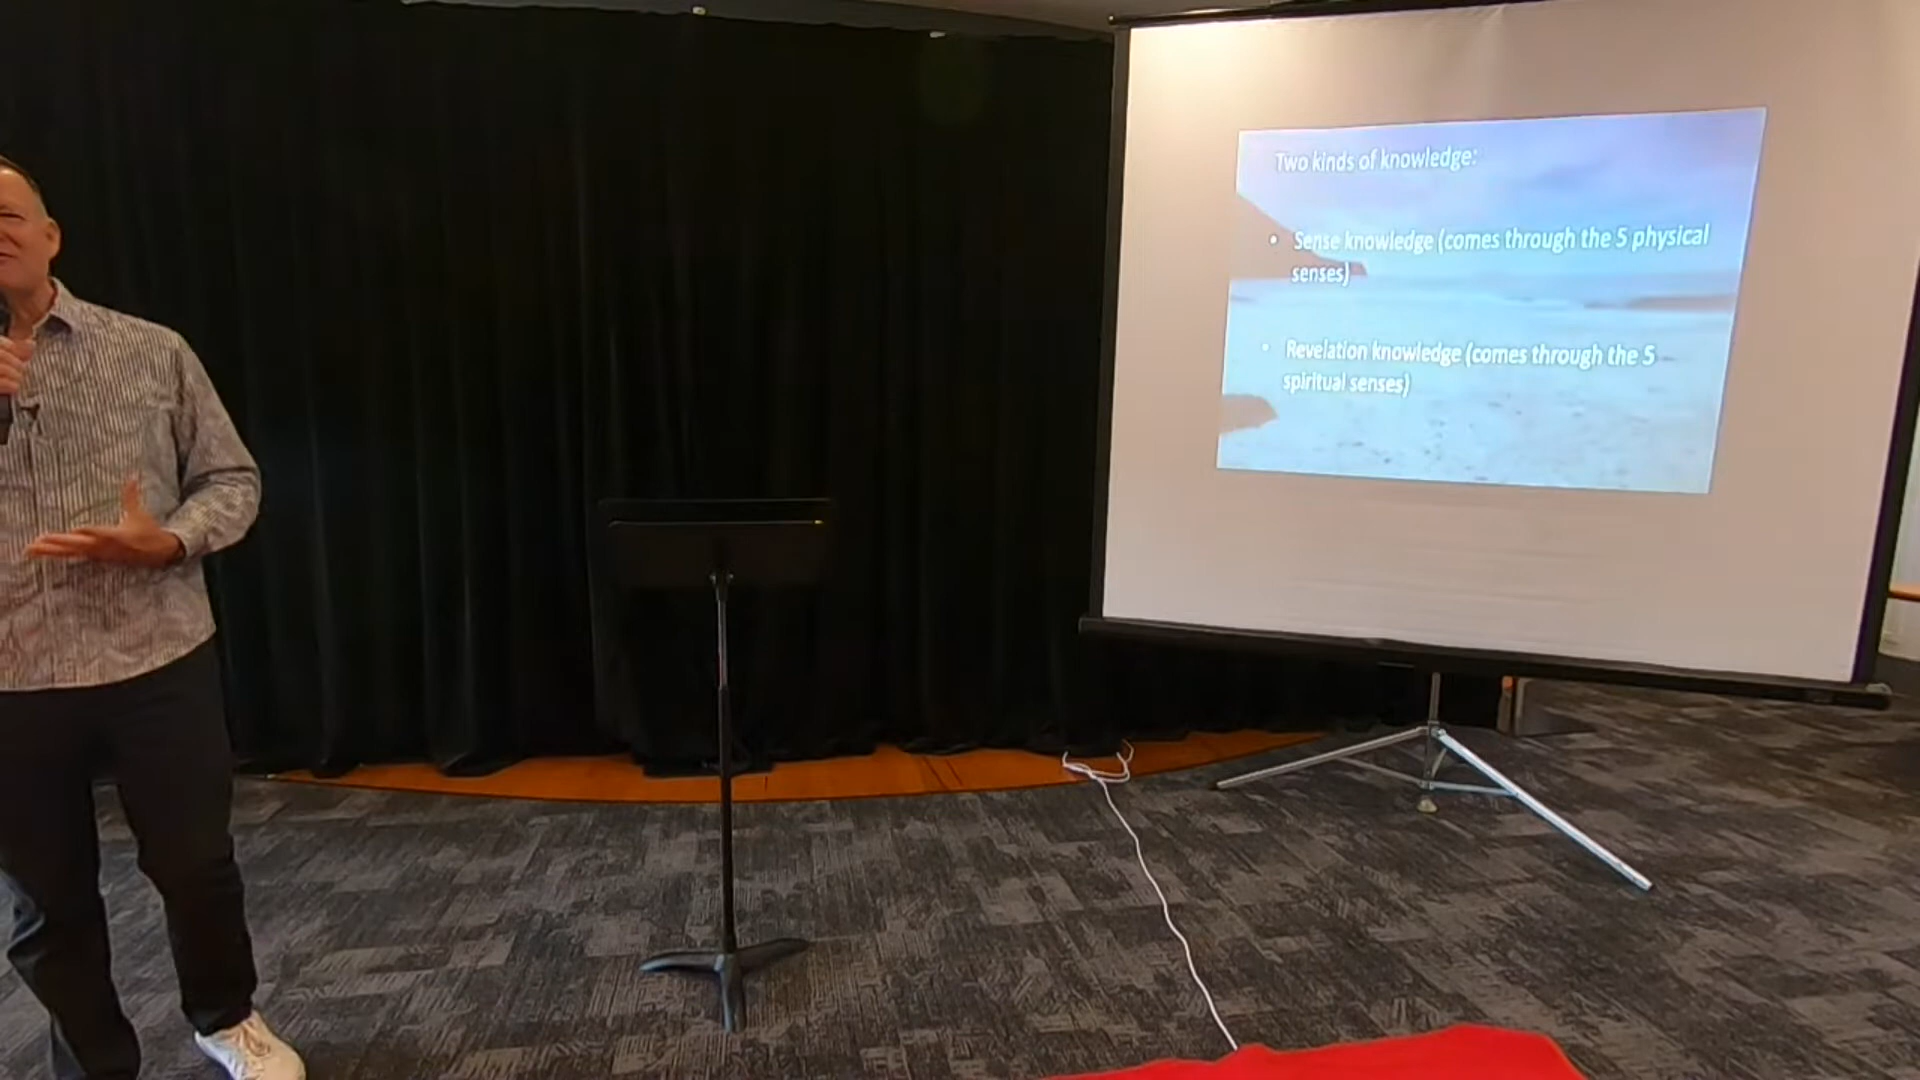 Two kinds of knowledge:
• Sense knowledge (comes through the 5 physical
senses)
• Revelation knowledge (comes through the 5
spiritual senses)